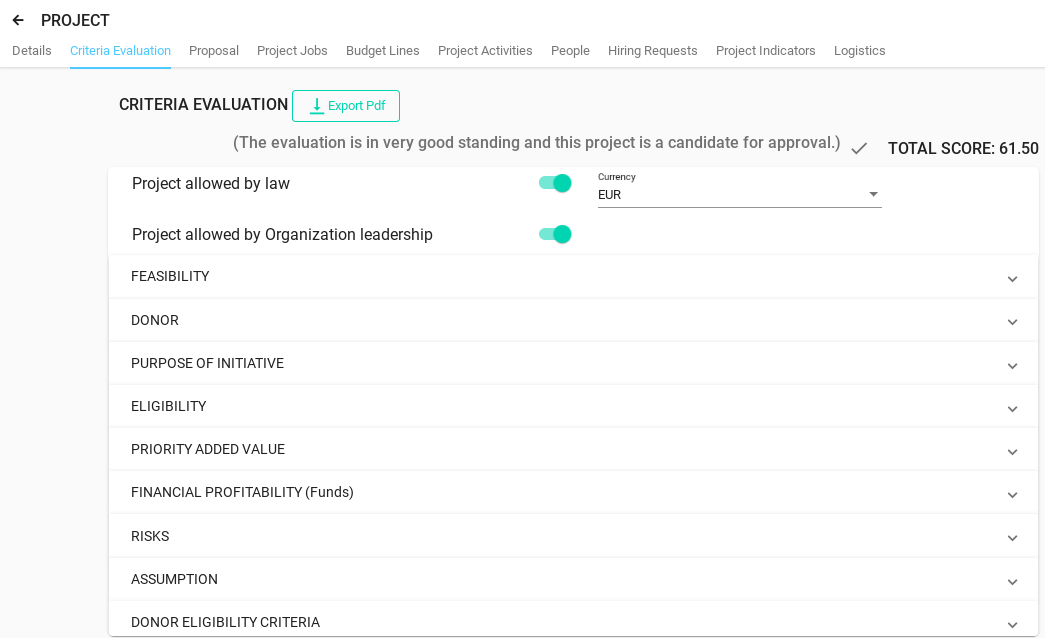 PROJECT
Details Criteria Evaluation Proposal Project Jobs Budget Lines Project Activities People Hiring Requests Project Indicators Logistics
CRITERIA EVALUATION Export Pdf
(The evaluation is in very good standing and this project is a candidate for approval.) TOTAL SCORE: 61.50
Project allowed by law
Currency
EUR
Project allowed by Organization leadership
FEASIBILITY
DONOR
PURPOSE OF INITIATIVE
ELIGIBILITY
PRIORITY ADDED VALUE
FINANCIAL PROFITABILITY (Funds)
RISKS
ASSUMPTION
DONOR ELIGIBILITY CRITERIA